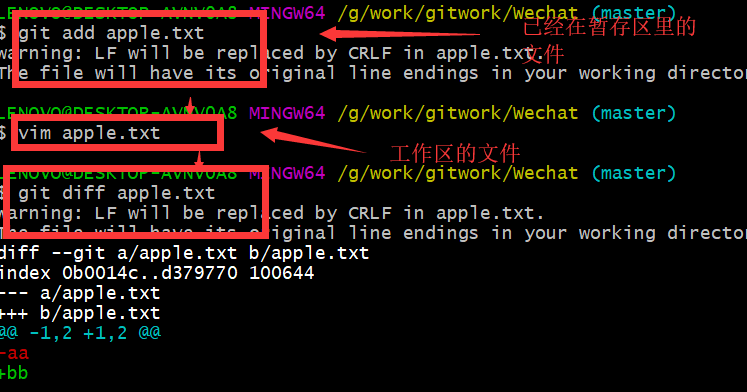 LENOVO@DESKTOP-AVNV0A8 MINGW64 /g/work/gitwork/Wechat (master)
$ git add apple.txt
已经在暂存区里的
文件
warning: LF will be replaced by CRLF in apple.txt.
The file will have its original line endings in your working director
LENOVO@DESKTOP-AVNV0A8 MINGW64 /g/work/gitwork/Wechat (master)
$ vim apple.txt
工作区的文件
LENOVO@DESKTOP-AVNV0A8 MINGW64 /g/work/gitwork/Wechat (master)
$ git diff apple.txt
warning: LF will be replaced by CRLF in apple.txt.
The file will have its original line endings in your working director
diff --git a/apple.txt b/apple.txt
index 0b0014c..d379770 100644
--- a/apple.txt
+++ b/apple.txt
@@ -1,2 +1,2 @@
-aa
+bb